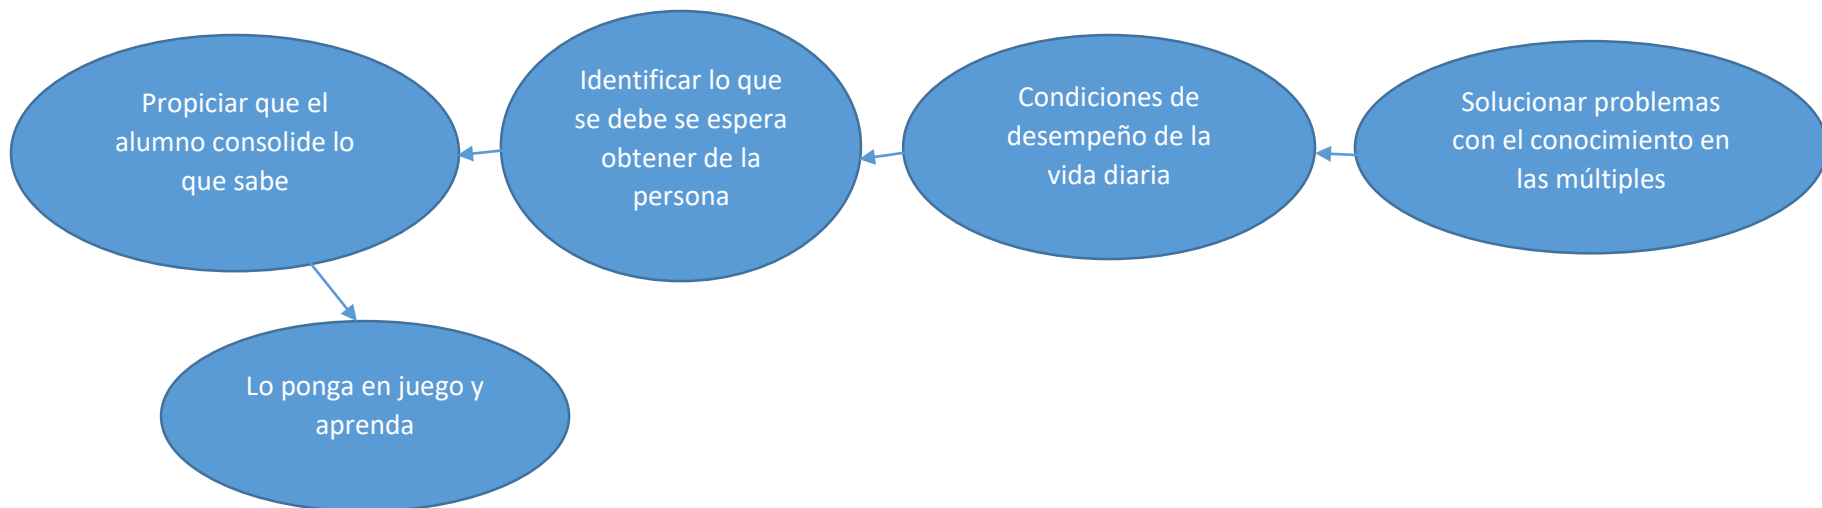 Propiciar que el
alumno consolide lo
que sabe
Identificar lo que
se debe se espera
obtener de la
persona
Condiciones de
desempeño de la
vida diaria
Solucionar problemas
con el conocimiento en
las múltiples
Lo ponga en juego y
aprenda